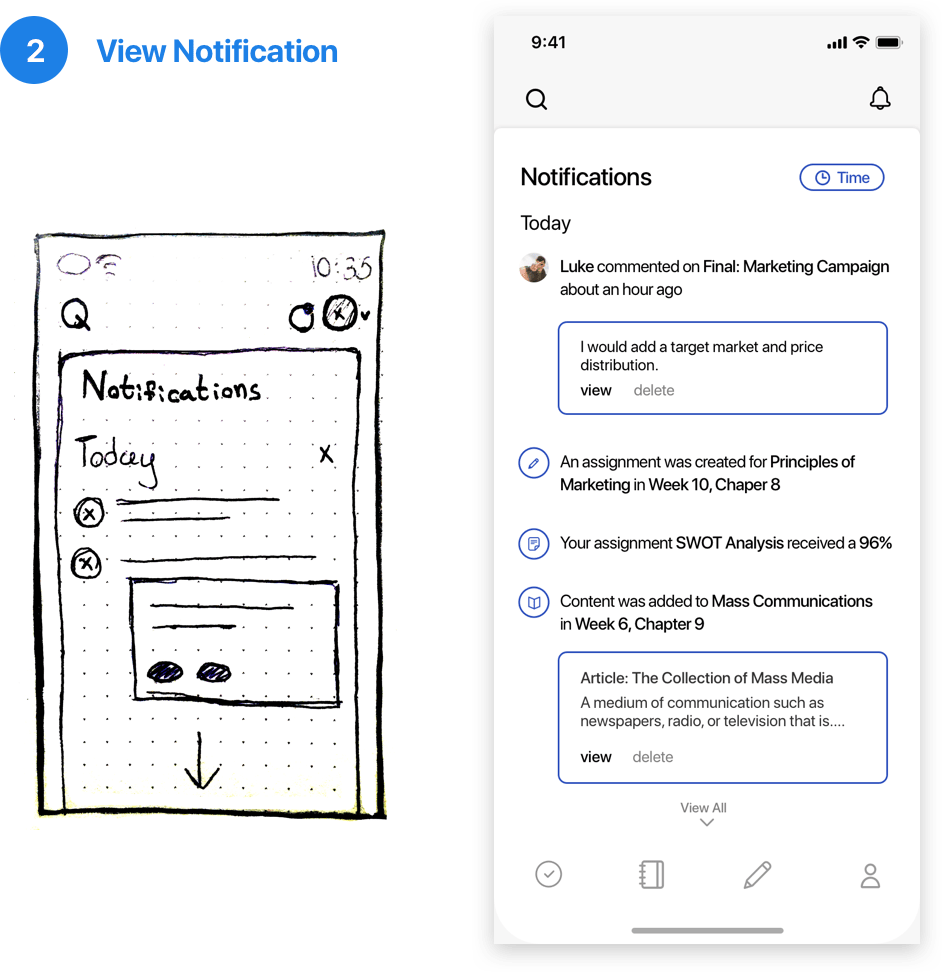 2
View Notification
10:35
Notifications
Today
9:41
Notifications
Time
Today
Luke commented on Final: Marketing Campaign
about an hour ago
I would add a target market and price
distribution.
view delete
An assignment was created for Principles of
Marketing in Week 10, Chaper 8
Your assignment SWOT Analysis received a 96%
Content was added to Mass Communications
in Week 6, Chapter 9
Article: The Collection of Mass Media
A medium of communication such as
newspapers, radio, or television that is....
view delete
View All